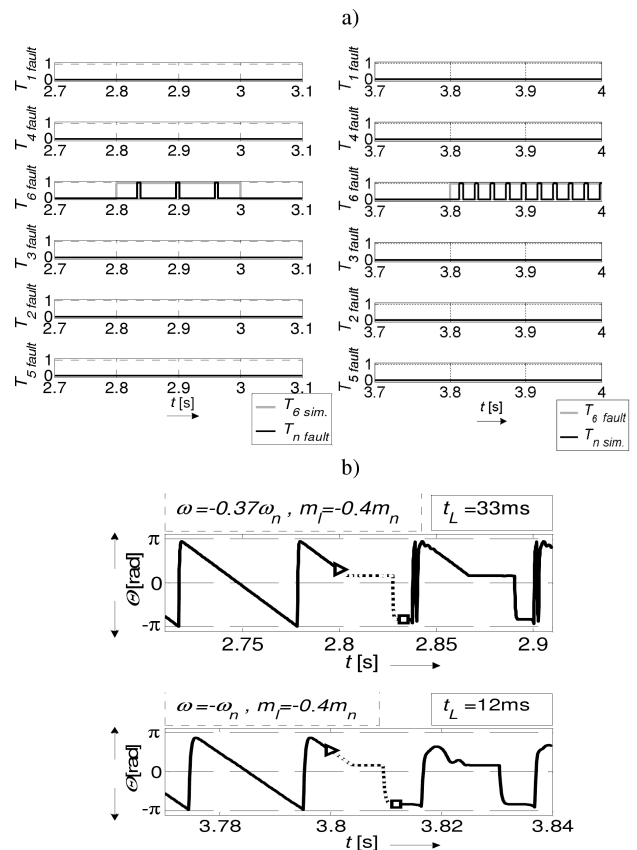 a)
T1 fault 1 0 2.7 2.8 2.9 3 3.1
T1 fault 1 0 3.7 3.8 3.9 4
T4 fault 1 0 2.7 2.8 2.9 3 3.1
T4 fault 1 0 3.7 3.8 3.9 4
T6 fault 1 0 2.7 2.8 2.9 3 3.1
T6 fault 1 0 3.7 3.8 3.9 4
T3 fault 1 0 2.7 2.8 2.9 3 3.1
T3 fault 1 0 3.7 3.8 3.9 4
T2 fault 1 0 2.7 2.8 2.9 3 3.1
T2 fault 1 0 3.7 3.8 3.9 4
T5 fault 1 0 2.7 2.8 2.9 3 3.1
T5 fault 1 0 3.7 3.8 3.9 4
t [s]
T6 sim.
Tn fault
t [s]
T6 fault
Tn sim.
b)
ω=-0.37ωn , ml=-0.4mn
tL =33ms
Θ[rad]
π
0
-π
2.75 2.8 2.85 2.9
t [s]
ω=-ωn , ml=-0.4mn
tL =12ms
Θ[rad]
π
0
-π
3.78 3.8 3.82 3.84
t [s]